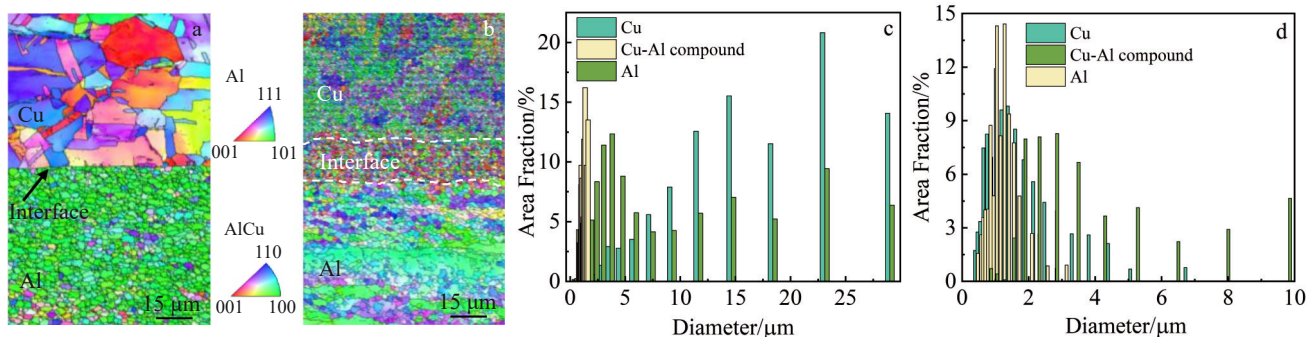 a
Cu
Interface
Al
15 μm
Al
111
001 101
AlCu
110
001 100
b
Cu
Interface
Al
15 μm
c
Cu
Cu-Al compound
Al
Area Fraction/%
20
15
10
5
0
0 5 10 15 20 25
Diameter/μm
d
Cu
Cu-Al compound
Al
Area Fraction/%
15
12
9
6
3
0
0 2 4 6 8 10
Diameter/μm